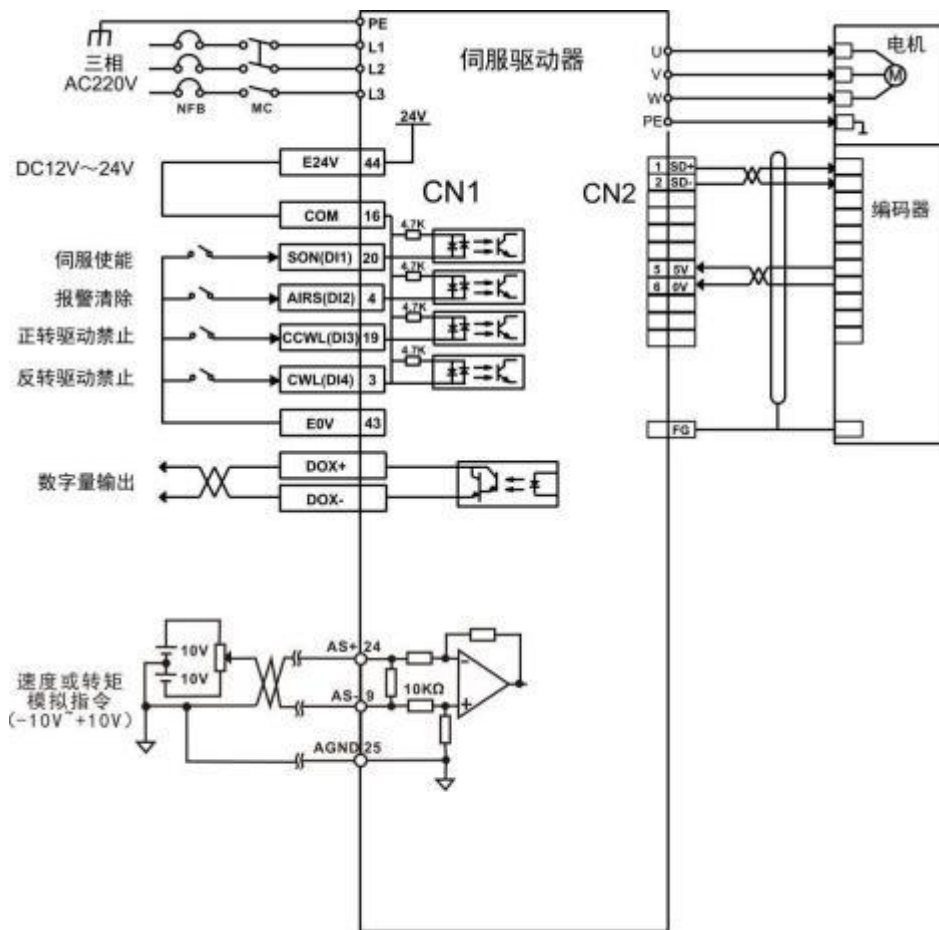 PE
三相
AC220V
L1
L2
L3
NFB
MC
伺服驱动器
U
V
W
PE
电机
M
DC12V～24V
24V
E24V 44
CN1
COM 16
伺服使能
SON(DI1) 20
4.7K
报警清除
AIRS(DI2) 4
4.7K
正转驱动禁止
CCWL(DI3) 19
4.7K
反转驱动禁止
CWL(DI4) 3
4.7K
E0V 43
CN2
1 SD+
2 SD-
5 5V
6 0V
FG
编码器
数字量输出
DOX+
DOX-
速度或转矩
模拟指令
(-10V~+10V)
10V
10V
AS+ 24
AS- 9
10KΩ
AGND 25